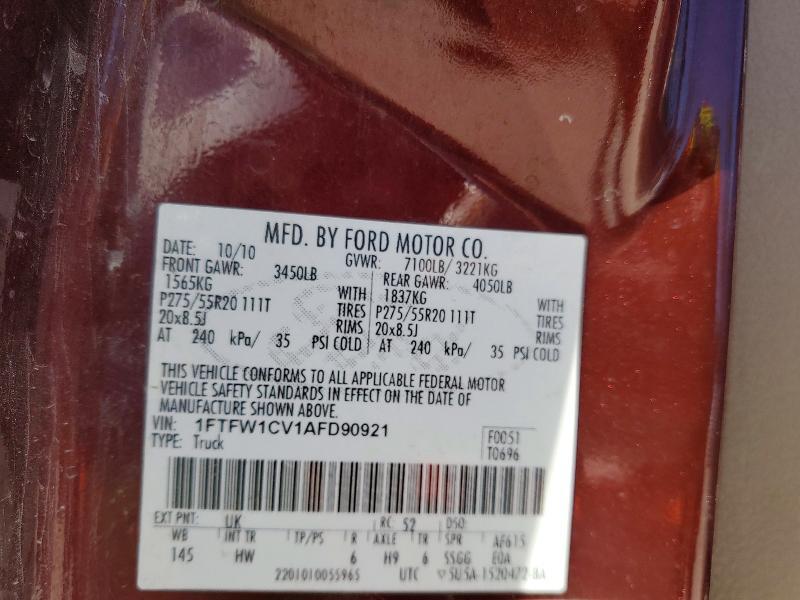 MFD. BY FORD MOTOR CO.
DATE: 10/10 GVWR: 7100LB/ 3221KG
FRONT GAWR: 3450LB REAR GAWR: 4050LB
1565KG WITH 1837KG WITH
P275/55R20 111T TIRES P275/55R20 111T TIRES
20x8.5J RIMS 20x8.5J RIMS
AT 240 kPa/ 35 PSI COLD AT 240 kPa/ 35 PSI COLD
THIS VEHICLE CONFORMS TO ALL APPLICABLE FEDERAL MOTOR
VEHICLE SAFETY STANDARDS IN EFFECT ON THE DATE OF
MANUFACTURE SHOWN ABOVE.
VIN: 1FTFW1CV1AFD90921 F0051
TYPE: Truck T0696
EXT PNT: UK RC: 52 DSO:
WB INT TR TP/PS R AXLE TR SPR AF615
145 HW 6 H9 6 SSGG E0A
2201010055965 UTC ▽SU5A-1520472-BA